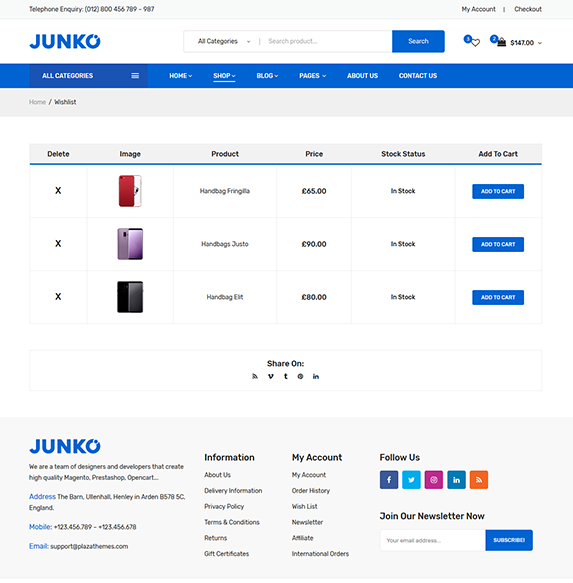 Telephone Enquiry: (012) 800 456 789 – 987
My Account | Checkout
JUNKO
All Categories | Search product... Search
3 2 $147.00
ALL CATEGORIES HOME SHOP BLOG PAGES ABOUT US CONTACT US
Home / Wishlist
Delete Image Product Price Stock Status Add To Cart
X Handbag Fringilla £65.00 In Stock ADD TO CART
X Handbags Justo £90.00 In Stock ADD TO CART
X Handbag Elit £80.00 In Stock ADD TO CART
Share On:
JUNKO
We are a team of designers and developers that create
high quality Magento, Prestashop, Opencart...
Address The Barn, Ullenhall, Henley in Arden B578 5C,
England.
Mobile: +123.456.789 – +123.456.678
Email: support@plazathemes.com
Information
About Us
Delivery Information
Privacy Policy
Terms & Conditions
Returns
Gift Certificates
My Account
My Account
Order History
Wish List
Newsletter
Affiliate
International Orders
Follow Us
Join Our Newsletter Now
Your email address... SUBSCRIBE!